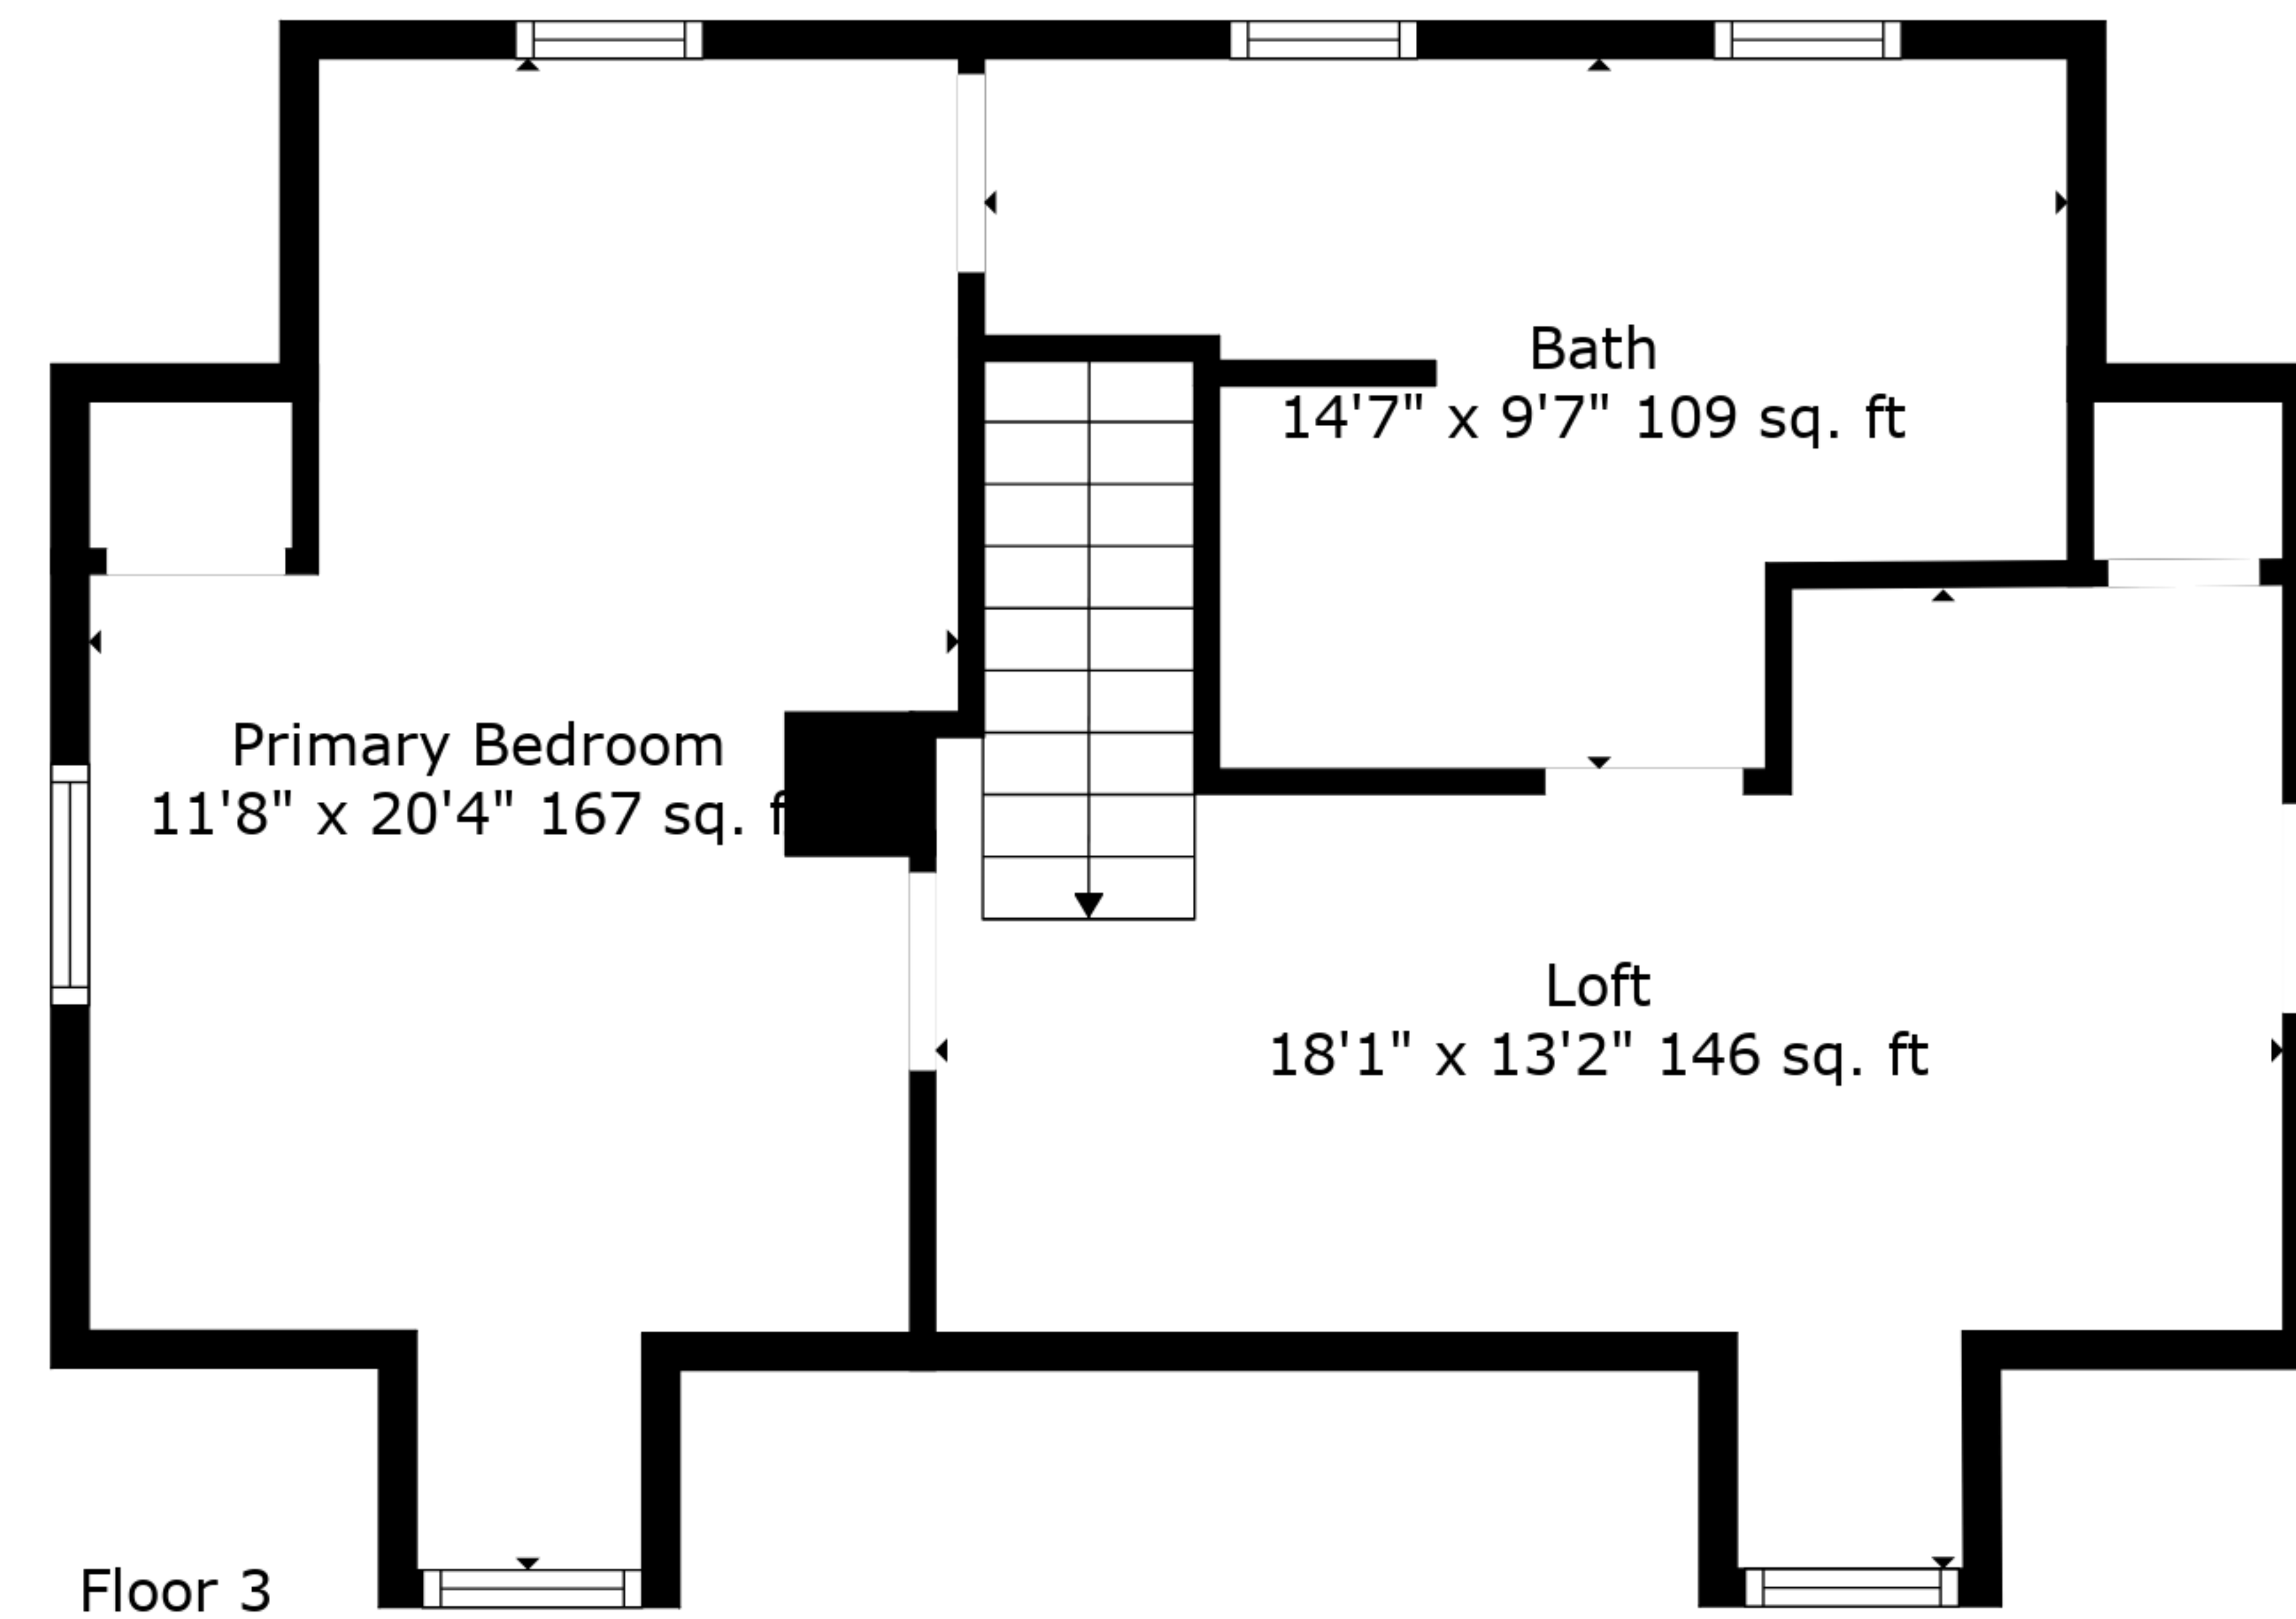 Bath
14'7" x 9'7" 109 sq. ft
Primary Bedroom
11'8" x 20'4" 167 sq.
Loft
18'1" x 13'2" 146 sq. ft
Floor 3